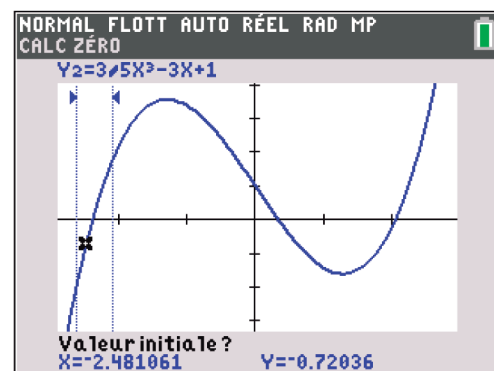 NORMAL FLOTT AUTO RÉEL RAD MP
CALC ZÉRO
Y₂=3/5X³-3X+1
Valeur initiale ?
X=⁻2.481061 Y=⁻0.72036